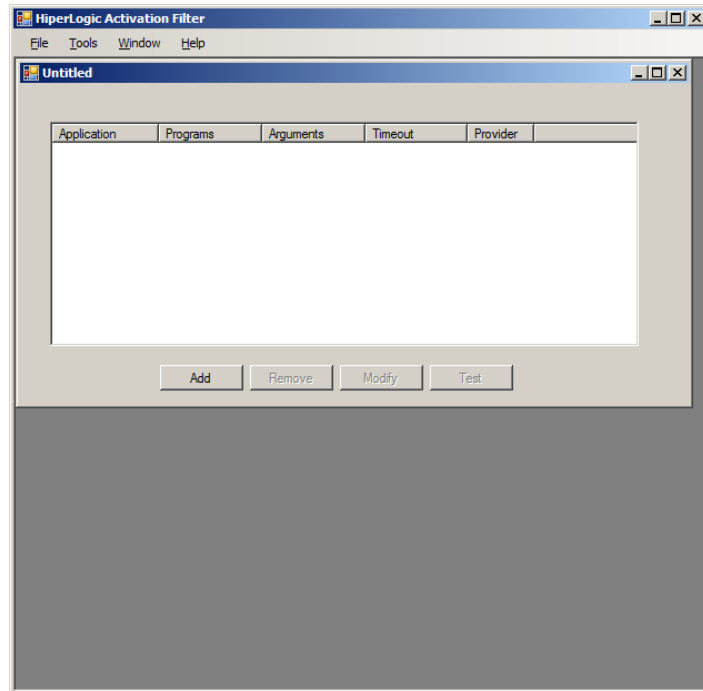 HiperLogic Activation Filter
File Tools Window Help
Untitled
Application Programs Arguments Timeout Provider
Add Remove Modify Test